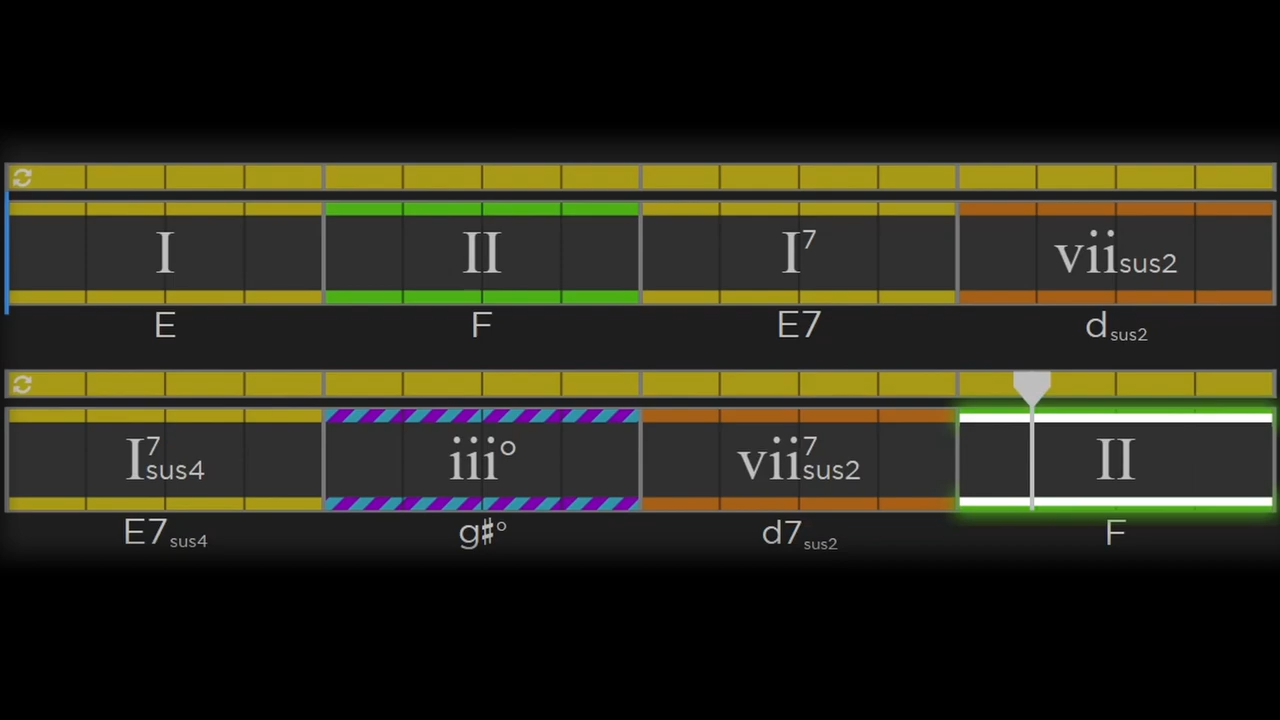 I II I7 viisus2
E F E7 dsus2
I7sus4 iii° vii7sus2 II
E7sus4 g♯° d7sus2 F